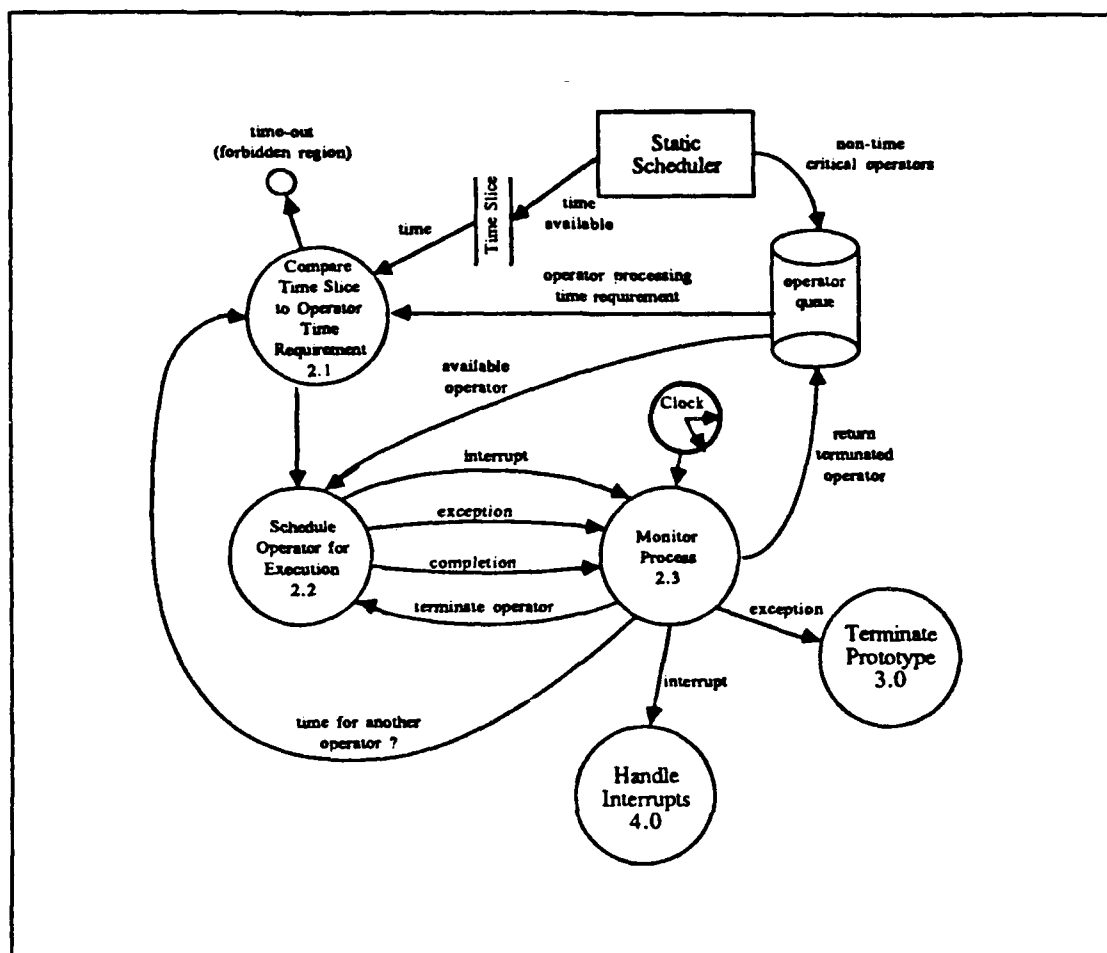 time-out
(forbidden region)
Static
Scheduler
non-time
critical operators
Time Slice
time
available
time
Compare
Time Slice
to Operator
Time
Requirement
2.1
operator processing
time requirement
operator
queue
available
operator
Clock
return
terminated
operator
interrupt
exception
completion
terminate operator
Schedule
Operator for
Execution
2.2
Monitor
Process
2.3
exception
Terminate
Prototype
3.0
interrupt
time for another
operator ?
Handle
Interrupts
4.0